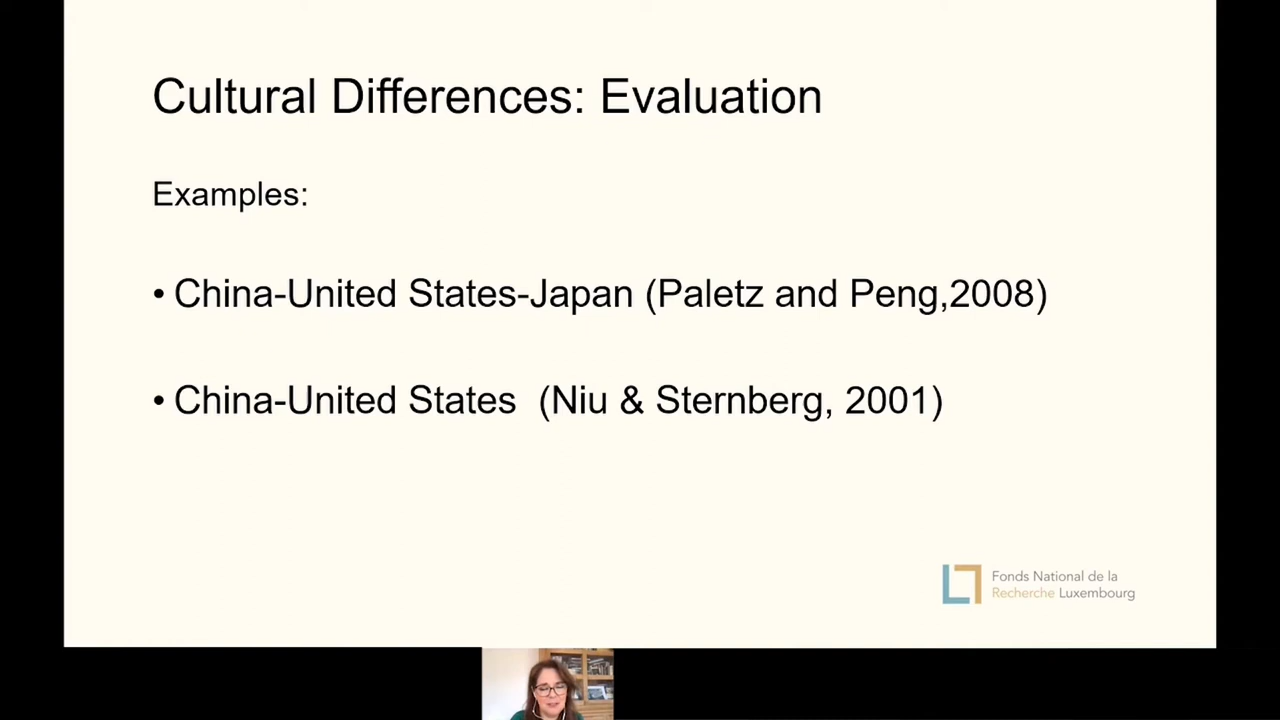 Cultural Differences: Evaluation
Examples:
• China-United States-Japan (Paletz and Peng,2008)
• China-United States  (Niu & Sternberg, 2001)
Fonds National de la
Recherche Luxembourg